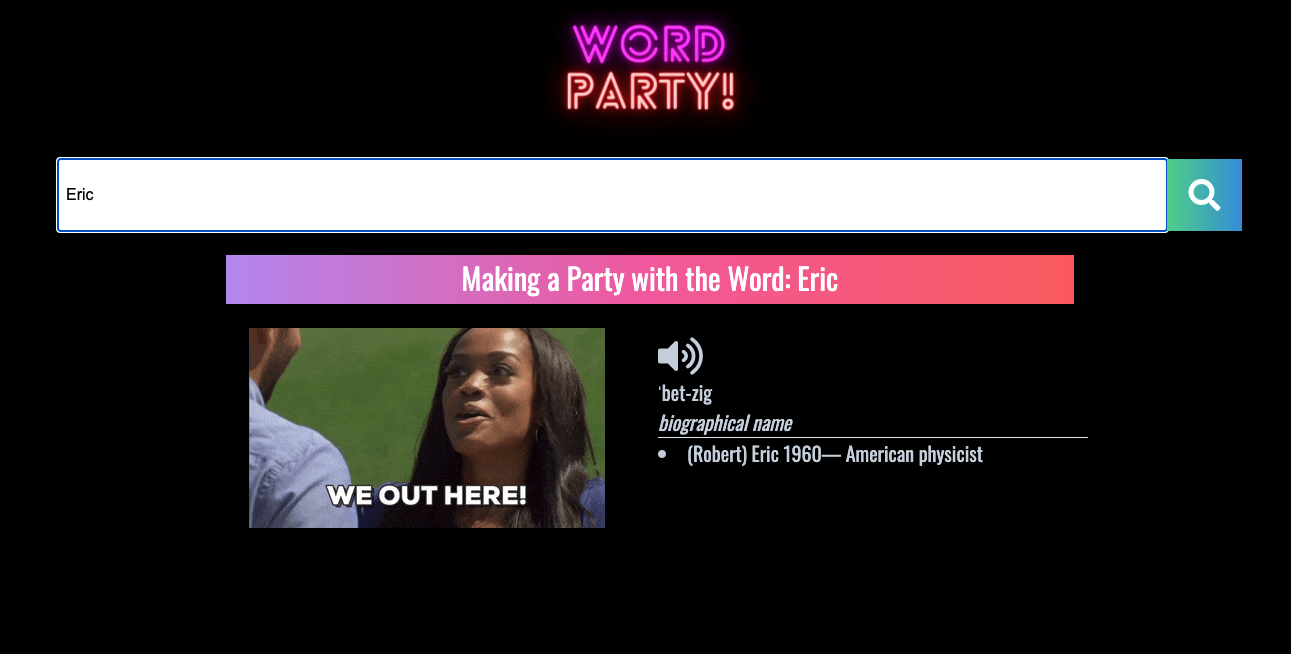 WORD
PARTY!
Eric
Making a Party with the Word: Eric
WE OUT HERE!
ˈbet-zig
biographical name
• (Robert) Eric 1960— American physicist